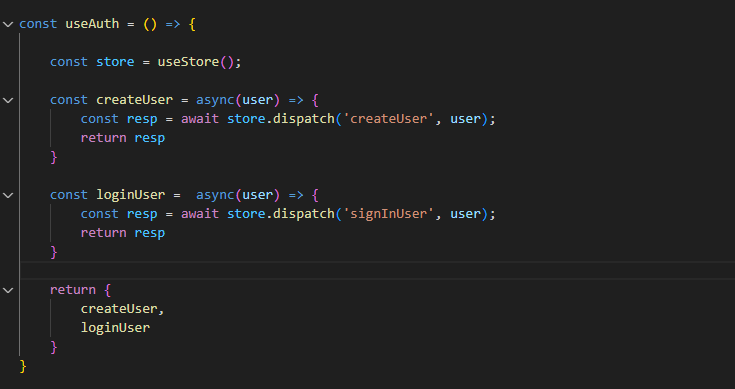 const useAuth = () => {
const store = useStore();
const createUser = async(user) => {
const resp = await store.dispatch('createUser', user);
return resp
}
const loginUser =  async(user) => {
const resp = await store.dispatch('signInUser', user);
return resp
}
return {
createUser,
loginUser
}
}